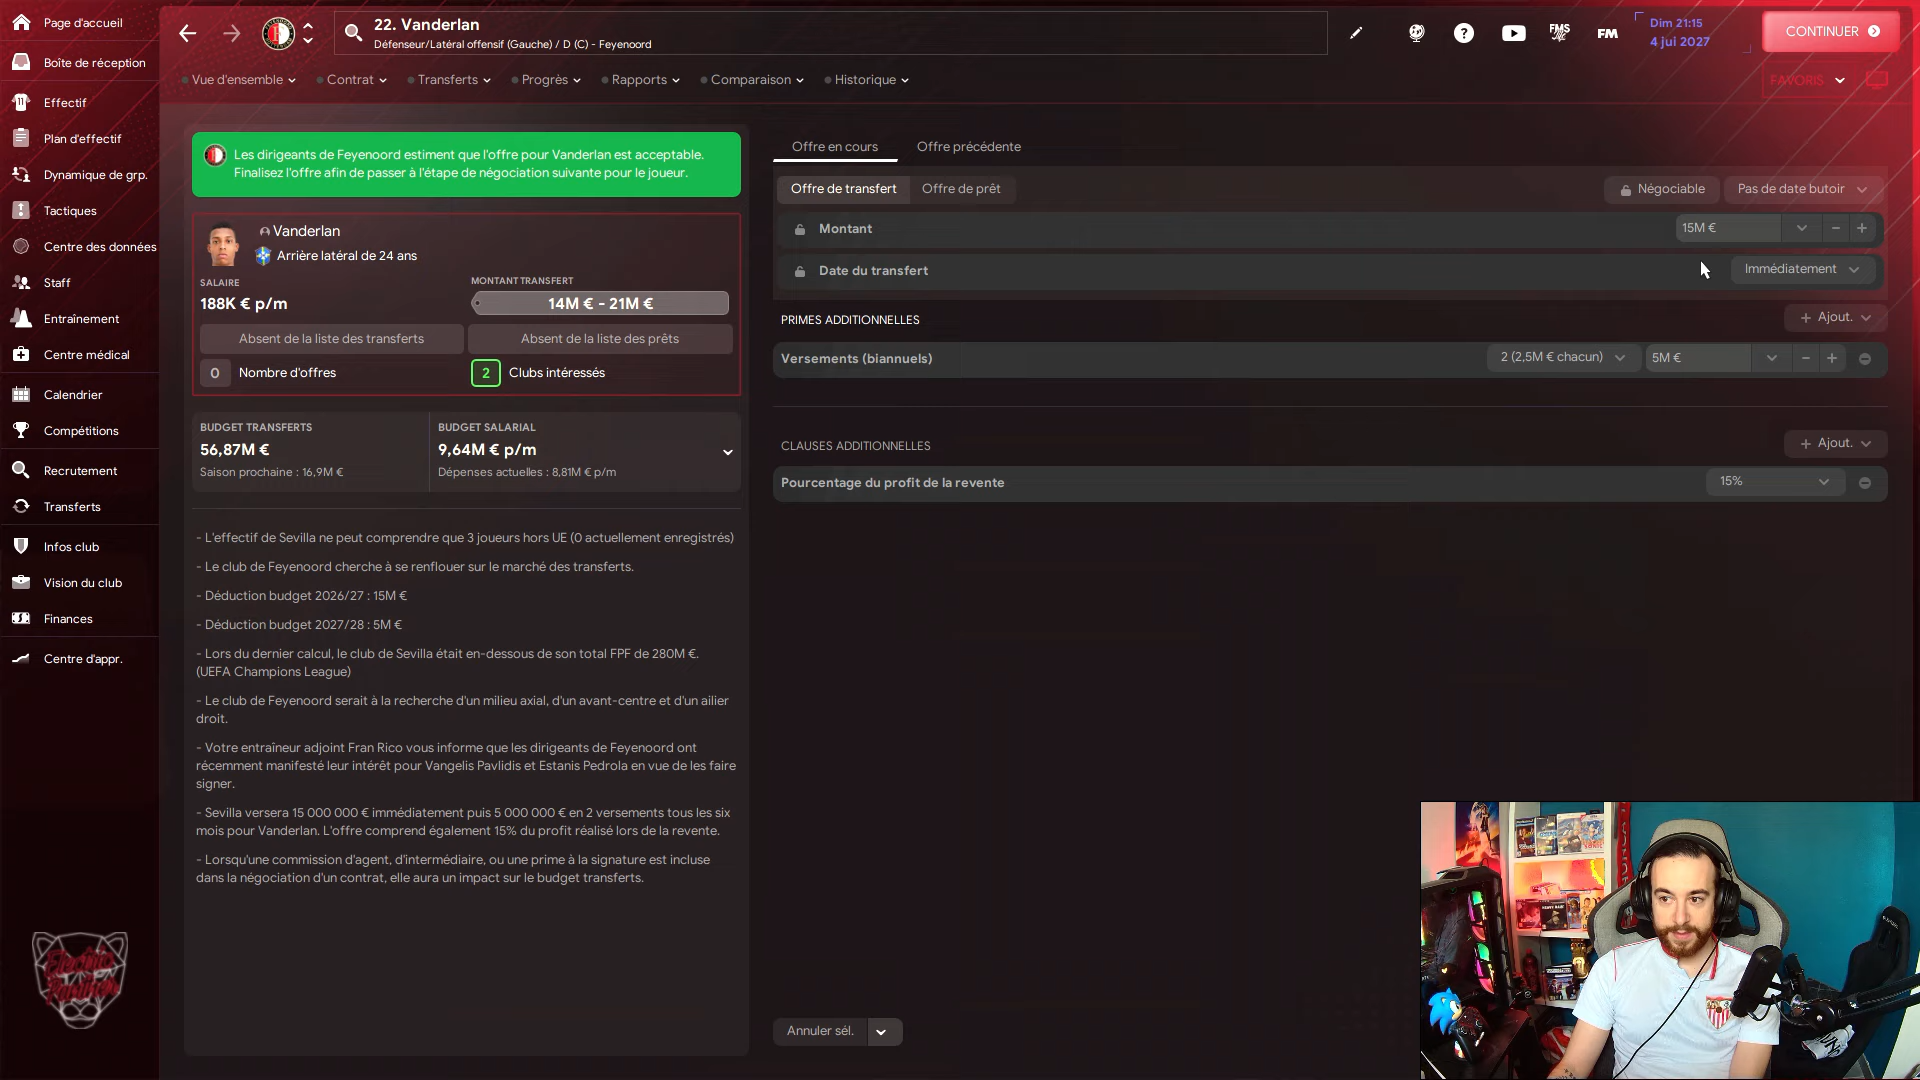 Page d'accueil
Boîte de réception
Effectif
Plan d'effectif
Dynamique de grp.
Tactiques
Centre des données
Staff
Entraînement
Centre médical
Calendrier
Compétitions
Recrutement
Transferts
Infos club
Vision du club
Finances
Centre d'appr.
22. Vanderlan
Défenseur/Latéral offensif (Gauche) / D (C) - Feyenoord
FMS
FM
Dim 21:15
4 jui 2027
CONTINUER
Vue d'ensemble
Contrat
Transferts
Progrès
Rapports
Comparaison
Historique
FAVORIS
Les dirigeants de Feyenoord estiment que l'offre pour Vanderlan est acceptable.
Finalisez l'offre afin de passer à l'étape de négociation suivante pour le joueur.
Vanderlan
Arrière latéral de 24 ans
SALAIRE
188K € p/m
MONTANT TRANSFERT
14M € - 21M €
Absent de la liste des transferts
Absent de la liste des prêts
0 Nombre d'offres
2 Clubs intéressés
BUDGET TRANSFERTS
56,87M €
Saison prochaine : 16,9M €
BUDGET SALARIAL
9,64M € p/m
Dépenses actuelles : 8,81M € p/m
- L'effectif de Sevilla ne peut comprendre que 3 joueurs hors UE (0 actuellement enregistrés)
- Le club de Feyenoord cherche à se renflouer sur le marché des transferts.
- Déduction budget 2026/27 : 15M €
- Déduction budget 2027/28 : 5M €
- Lors du dernier calcul, le club de Sevilla était en-dessous de son total FPF de 280M €.
(UEFA Champions League)
- Le club de Feyenoord serait à la recherche d'un milieu axial, d'un avant-centre et d'un ailier
droit.
- Votre entraîneur adjoint Fran Rico vous informe que les dirigeants de Feyenoord ont
récemment manifesté leur intérêt pour Vangelis Pavlidis et Estanis Pedrola en vue de les faire
signer.
- Sevilla versera 15 000 000 € immédiatement puis 5 000 000 € en 2 versements tous les six
mois pour Vanderlan. L'offre comprend également 15% du profit réalisé lors de la revente.
- Lorsqu'une commission d'agent, d'intermédiaire, ou une prime à la signature est incluse
dans la négociation d'un contrat, elle aura un impact sur le budget transferts.
Offre en cours
Offre précédente
Offre de transfert
Offre de prêt
Négociable
Pas de date butoir
Montant
15M €
Date du transfert
Immédiatement
PRIMES ADDITIONNELLES
Ajout.
Versements (biannuels)
2 (2,5M € chacun)
5M €
CLAUSES ADDITIONNELLES
Ajout.
Pourcentage du profit de la revente
15%
Annuler sél.